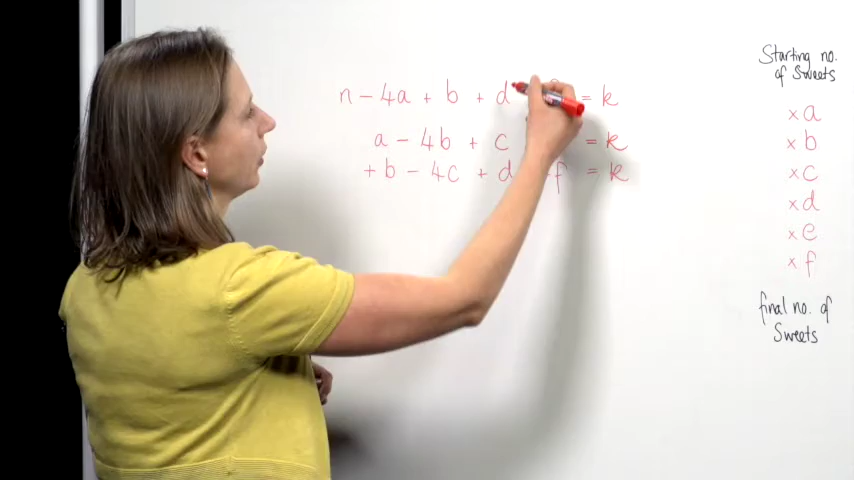 n - 4a + b + d = k
a - 4b + c = k
+ b - 4c + d f = k
Starting no.
of Sweets
x a
x b
x c
x d
x e
x f
final no. of
Sweets